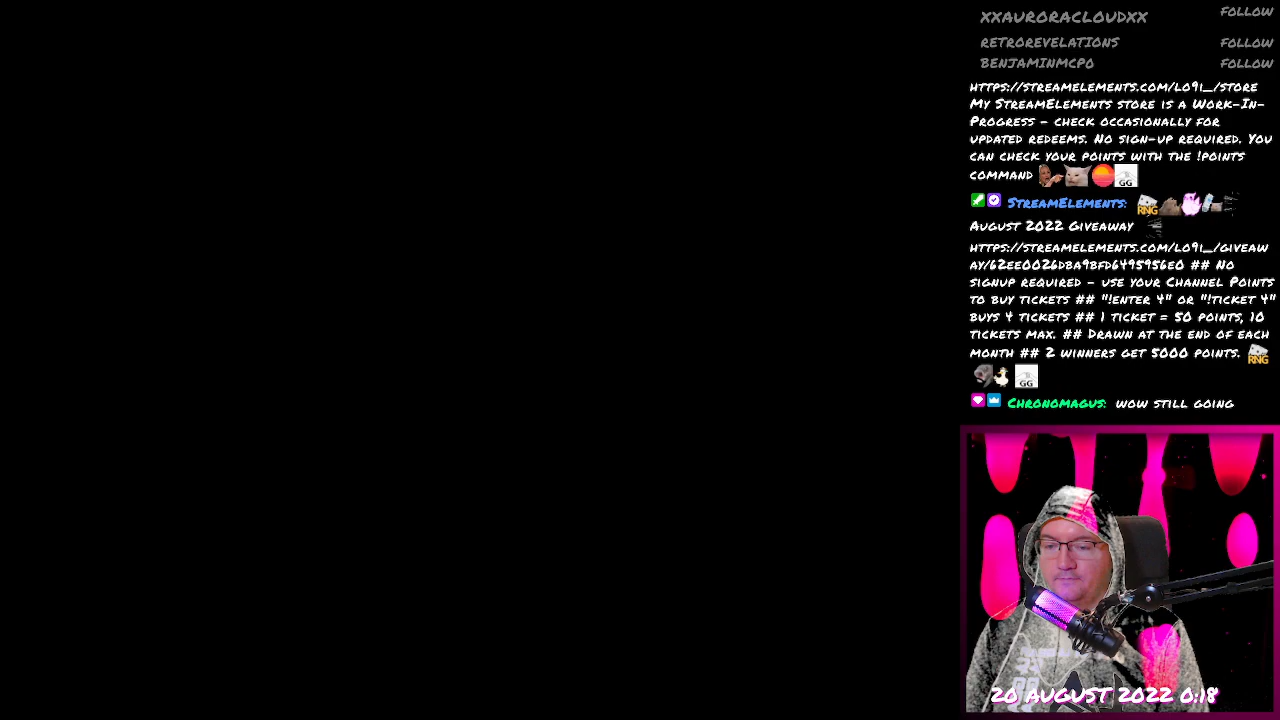 XXAURORACLOUDXX FOLLOW
RETROREVELATIONS FOLLOW
BENJAMINMCPO FOLLOW
HTTPS://STREAMELEMENTS.COM/LO9I_/STORE
MY STREAMELEMENTS STORE IS A WORK-IN-
PROGRESS - CHECK OCCASIONALLY FOR
UPDATED REDEEMS. NO SIGN-UP REQUIRED. YOU
CAN CHECK YOUR POINTS WITH THE !POINTS
COMMAND GG
STREAMELEMENTS: RNG
AUGUST 2022 GIVEAWAY
HTTPS://STREAMELEMENTS.COM/LO9I_/GIVEAW
AY/62EE0026DBA9BFD6495956E0 ## NO
SIGNUP REQUIRED - USE YOUR CHANNEL POINTS
TO BUY TICKETS ## "!ENTER 4" OR "!TICKET 4"
BUYS 4 TICKETS ## 1 TICKET = 50 POINTS, 10
TICKETS MAX. ## DRAWN AT THE END OF EACH
MONTH ## 2 WINNERS GET 5000 POINTS. RNG
GG
CHRONOMAGUS: WOW STILL GOING
20 AUGUST 2022 0:18